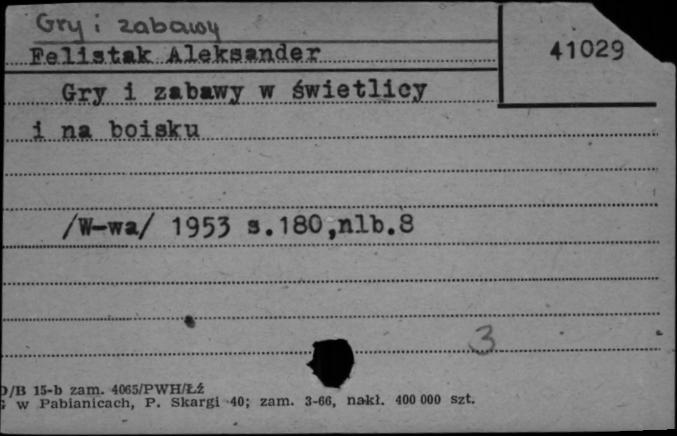 Gry i zabawy
Felistak Aleksander
41029
Gry i zabawy w świetlicy
i na boisku
/W-wa/ 1953 s.180,nlb.8
3
D/B 15-b zam. 4065/PWH/ŁŻ
w Pabianicach, P. Skargi 40; zam. 3-66, nakł. 400 000 szt.